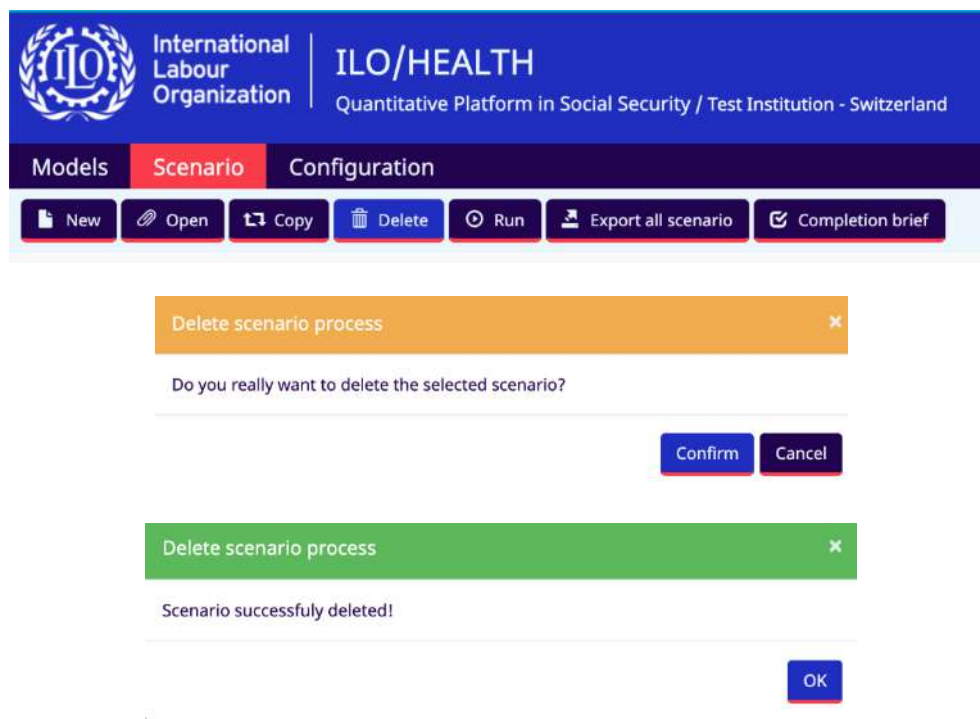 ILO
International
Labour
Organization
ILO/HEALTH
Quantitative Platform in Social Security / Test Institution - Switzerland
Models Scenario Configuration
New Open Copy Delete Run Export all scenario Completion brief
Delete scenario process ×
Do you really want to delete the selected scenario?
Confirm Cancel
Delete scenario process ×
Scenario successfuly deleted!
OK